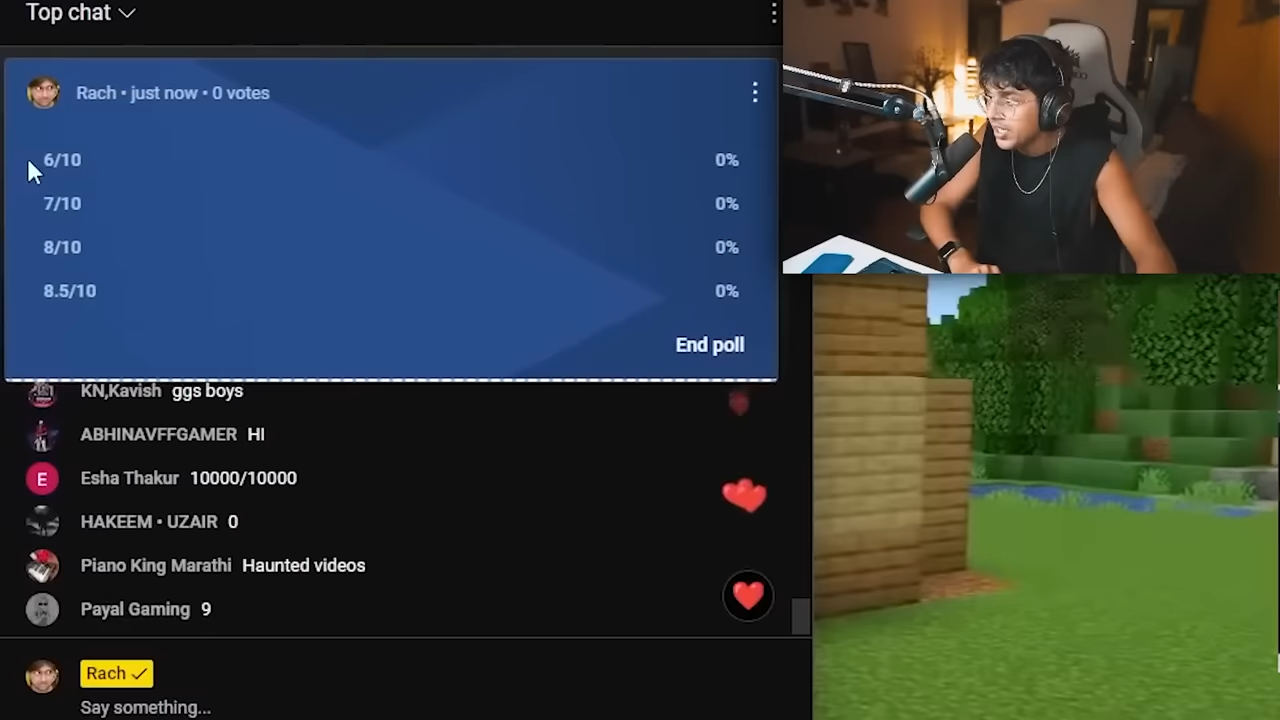 Top chat
Rach • just now • 0 votes
6/10 0%
7/10 0%
8/10 0%
8.5/10 0%
End poll
KN,Kavish ggs boys
ABHINAVFFGAMER HI
E Esha Thakur 10000/10000
HAKEEM • UZAIR 0
Piano King Marathi Haunted videos
Payal Gaming 9
Rach
Say something...